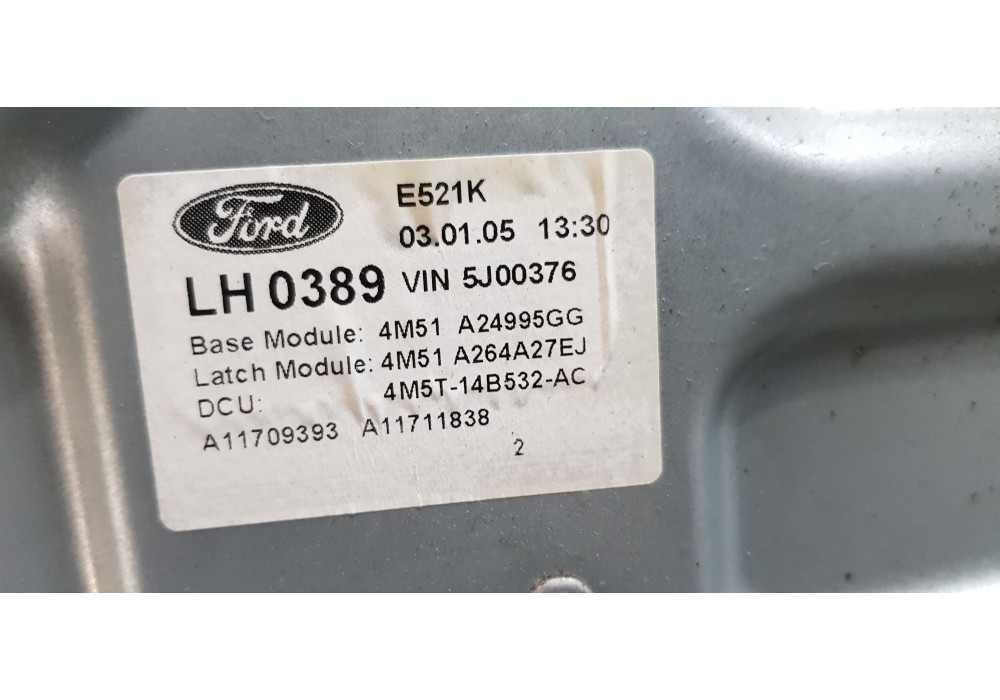 Ford
E521K
03.01.05 13:30
LH 0389 VIN 5J00376
Base Module: 4M51 A24995GG
Latch Module: 4M51 A264A27EJ
DCU: 4M5T-14B532-AC
A11709393 A11711838
2